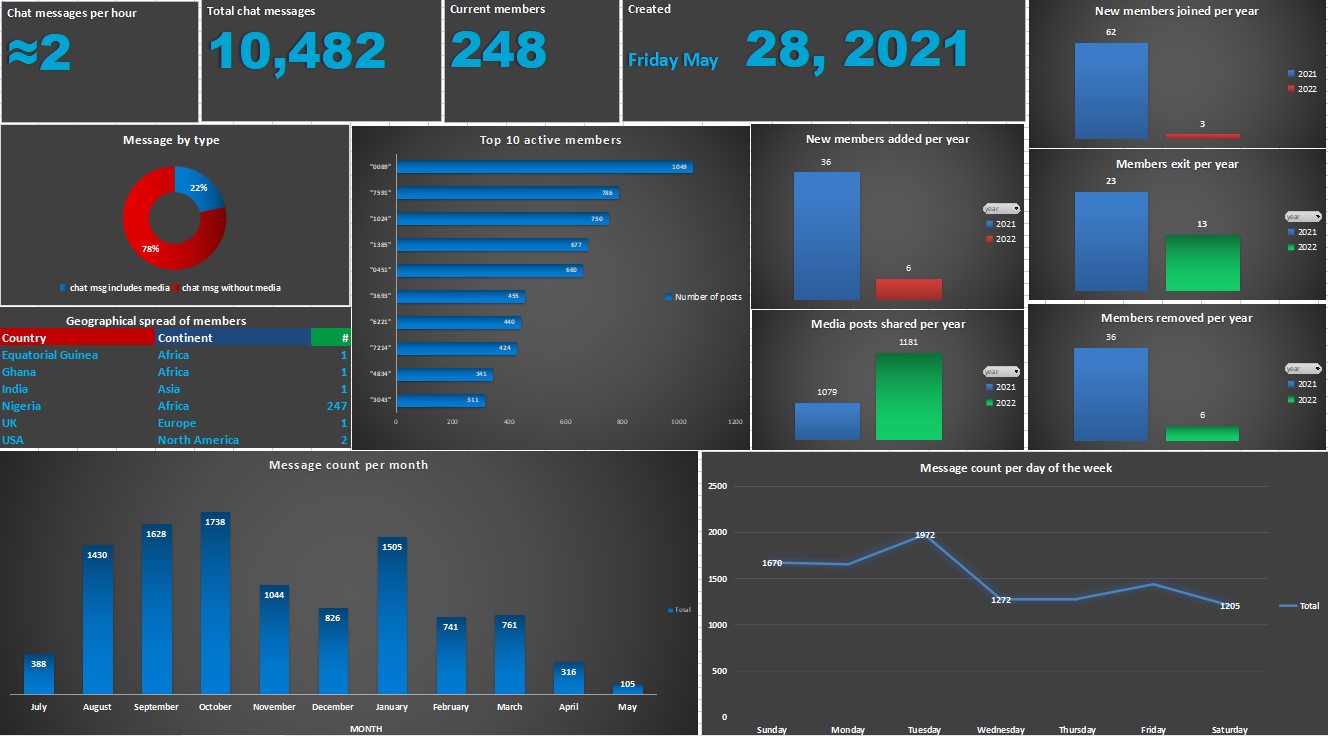 Chat messages per hour
≈2
Total chat messages
10,482
Current members
248
Created
Friday May 28, 2021
New members joined per year
62
3
2021
2022
Message by type
22%
78%
chat msg includes media
chat msg without media
Top 10 active members
"0089" 1049
"7591" 786
"1024" 750
"1385" 677
"0451" 660
"3693" 455
"6221" 440
"7214" 424
"4834" 341
"3043" 311
0 200 400 600 800 1000 1200
Number of posts
New members added per year
36
6
year
2021
2022
Members exit per year
23
13
year
2021
2022
Geographical spread of members
Country Continent #
Equatorial Guinea Africa 1
Ghana Africa 1
India Asia 1
Nigeria Africa 247
UK Europe 1
USA North America 2
Media posts shared per year
1079
1181
year
2021
2022
Members removed per year
36
6
year
2021
2022
Message count per month
388
1430
1628
1738
1044
826
1505
741
761
316
105
Total
July August September October November December January February March April May
MONTH
Message count per day of the week
2500
2000
1500
1000
500
0
1670
1972
1272
1205
Total
Sunday Monday Tuesday Wednesday Thursday Friday Saturday